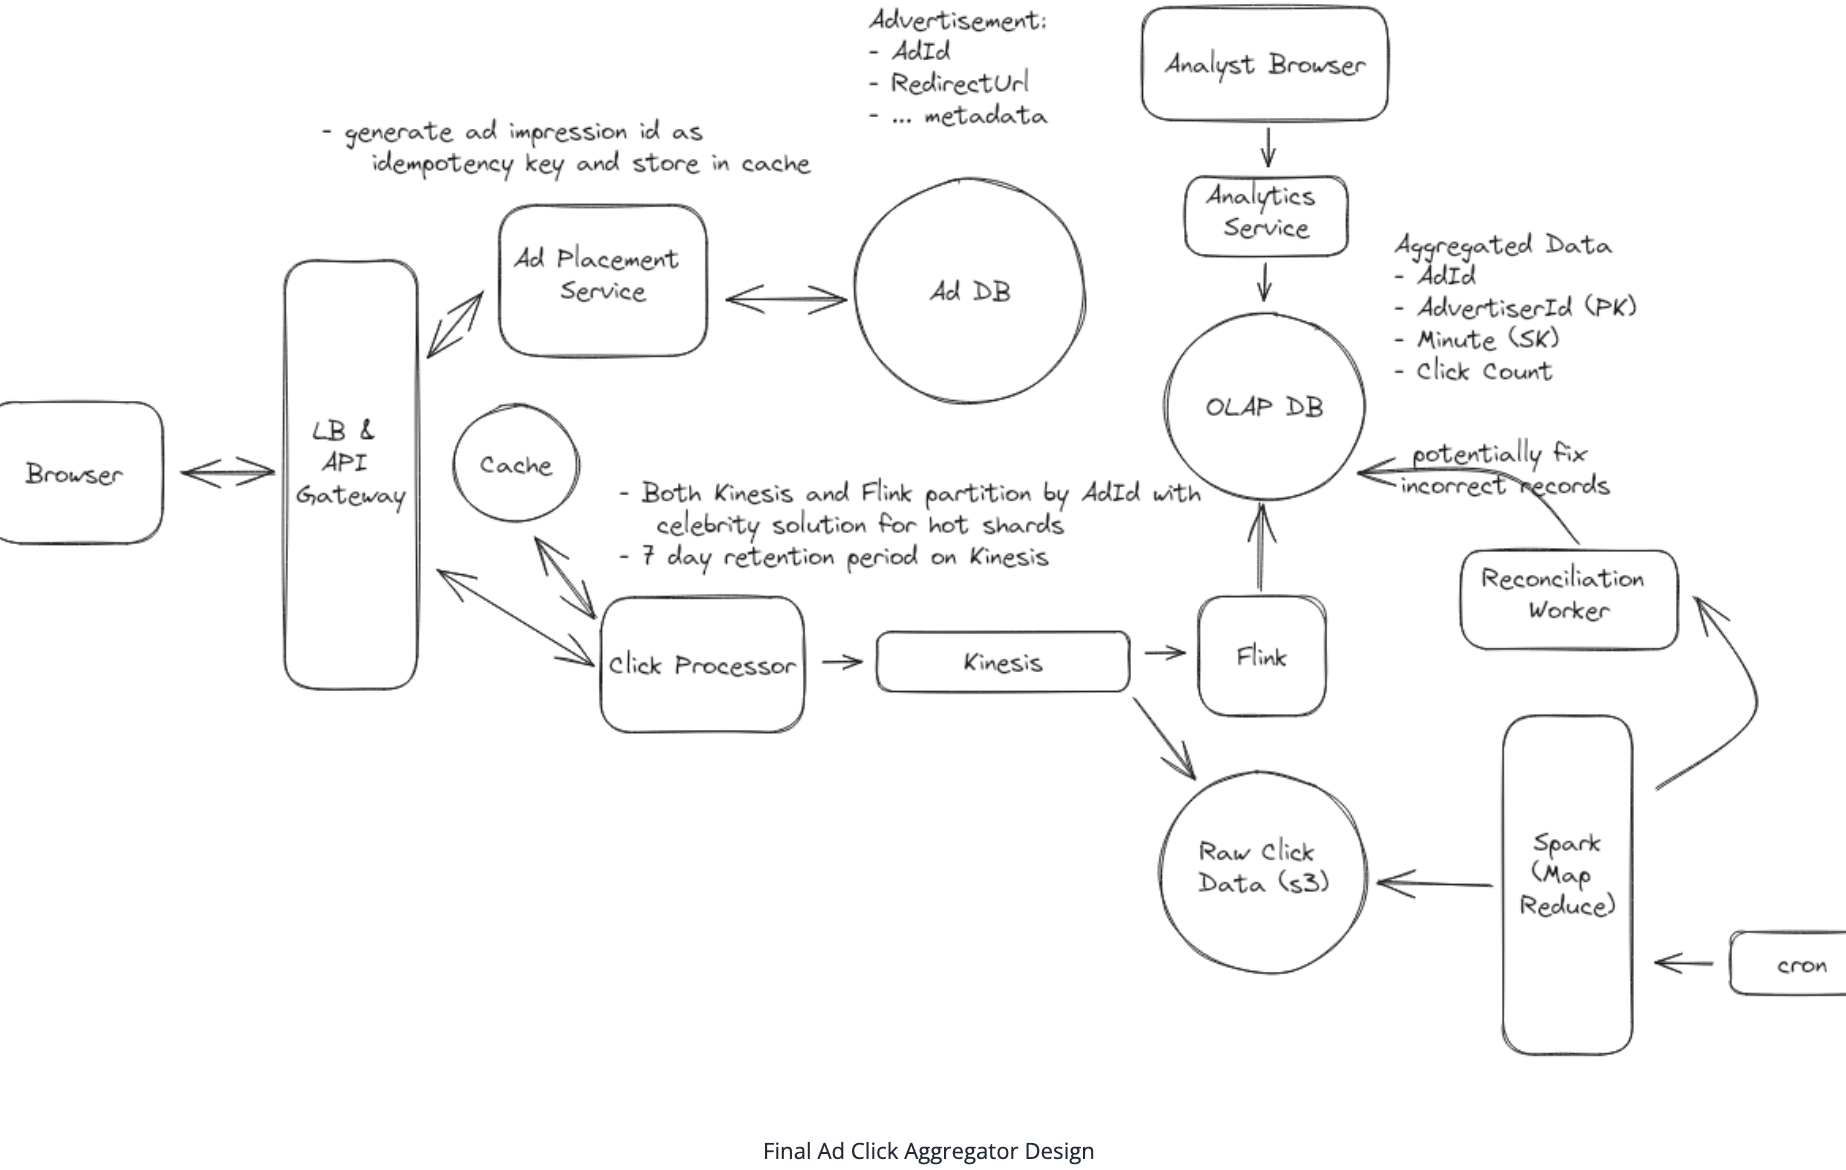 Advertisement:
- AdId
- RedirectUrl
- ... metadata
Analyst Browser
- generate ad impression id as
idempotency key and store in cache
Analytics
Service
Ad Placement
Service
Ad DB
Aggregated Data
- AdId
- AdvertiserId (PK)
- Minute (SK)
- Click Count
OLAP DB
LB &
API
Gateway
Browser
Cache
potentially fix
incorrect records
- Both Kinesis and Flink partition by AdId with
celebrity solution for hot shards
- 7 day retention period on Kinesis
Reconciliation
Worker
Click Processor
Kinesis
Flink
Raw Click
Data (s3)
Spark
(Map
Reduce)
cron
Final Ad Click Aggregator Design